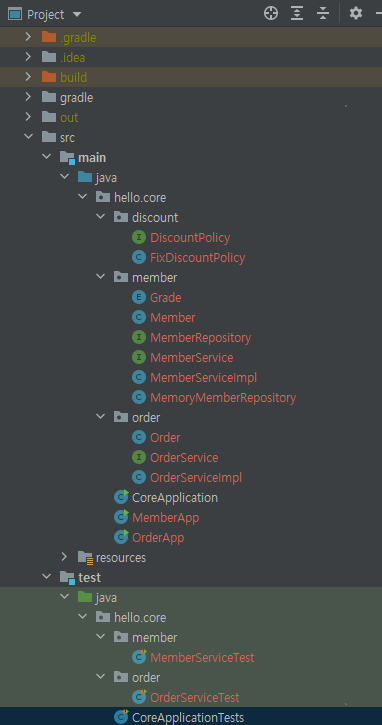 Project
.gradle
.idea
build
gradle
out
src
main
java
hello.core
discount
I DiscountPolicy
C FixDiscountPolicy
member
E Grade
C Member
I MemberRepository
I MemberService
C MemberServiceImpl
C MemoryMemberRepository
order
C Order
I OrderService
C OrderServiceImpl
C CoreApplication
C MemberApp
C OrderApp
resources
test
java
hello.core
member
C MemberServiceTest
order
C OrderServiceTest
C CoreApplicationTests